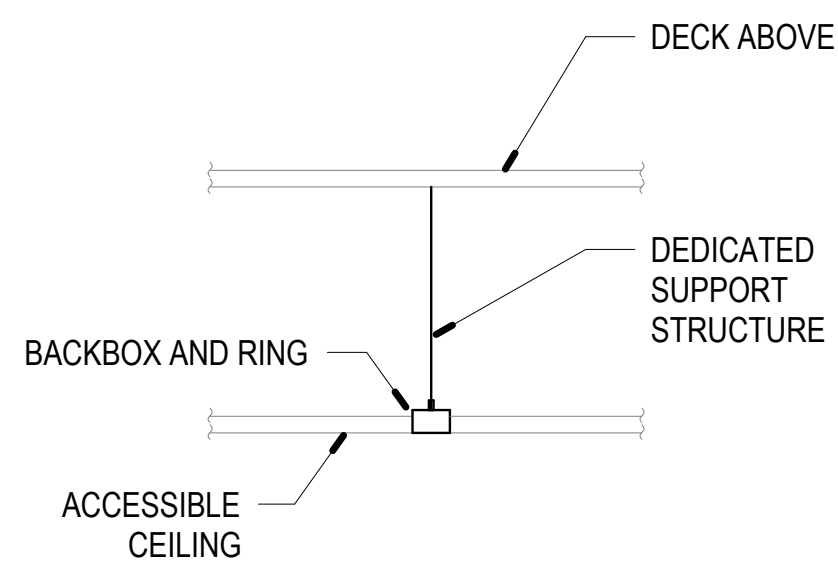 DECK ABOVE
DEDICATED
SUPPORT
STRUCTURE
BACKBOX AND RING
ACCESSIBLE
CEILING